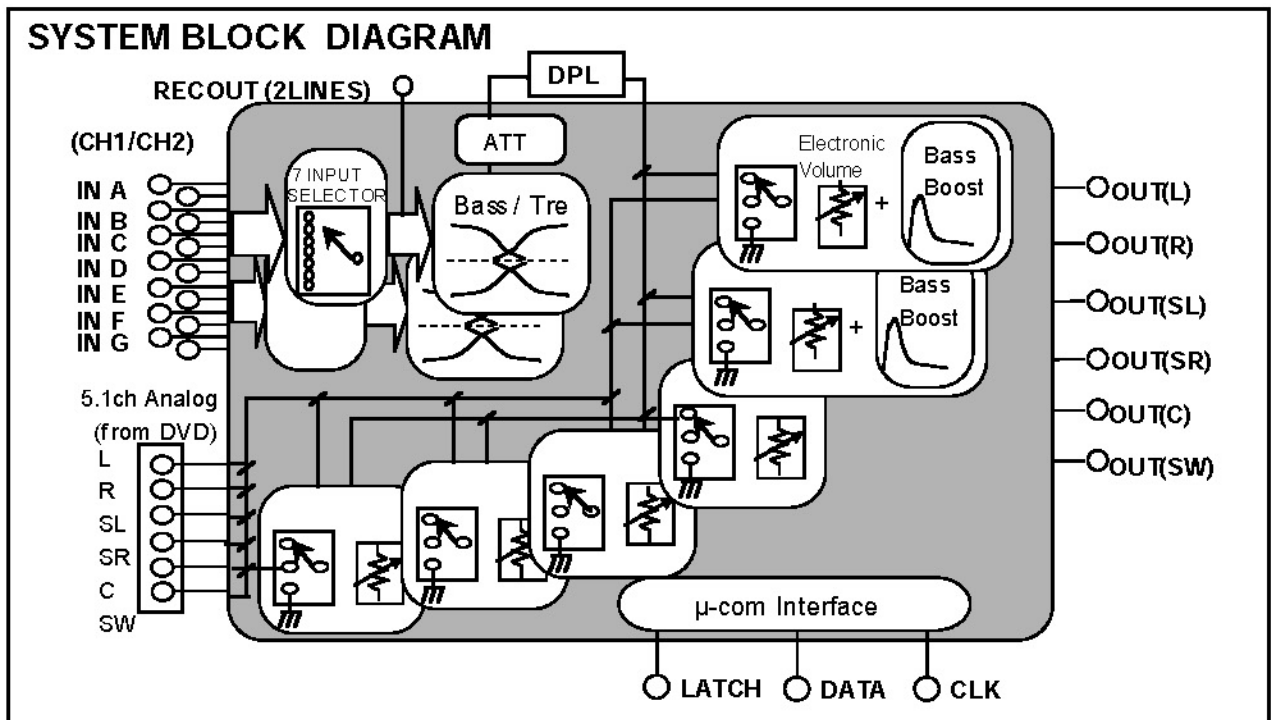 SYSTEM BLOCK DIAGRAM
RECOUT (2LINES)
DPL
(CH1/CH2)
ATT
7 INPUT
SELECTOR
Bass / Tre
Electronic
Volume
+
Bass
Boost
IN A
IN B
IN C
IN D
IN E
IN F
IN G
+
Bass
Boost
OUT(L)
OUT(R)
OUT(SL)
OUT(SR)
OUT(C)
OUT(SW)
5.1ch Analog
(from DVD)
L
R
SL
SR
C
SW
µ-com Interface
LATCH
DATA
CLK